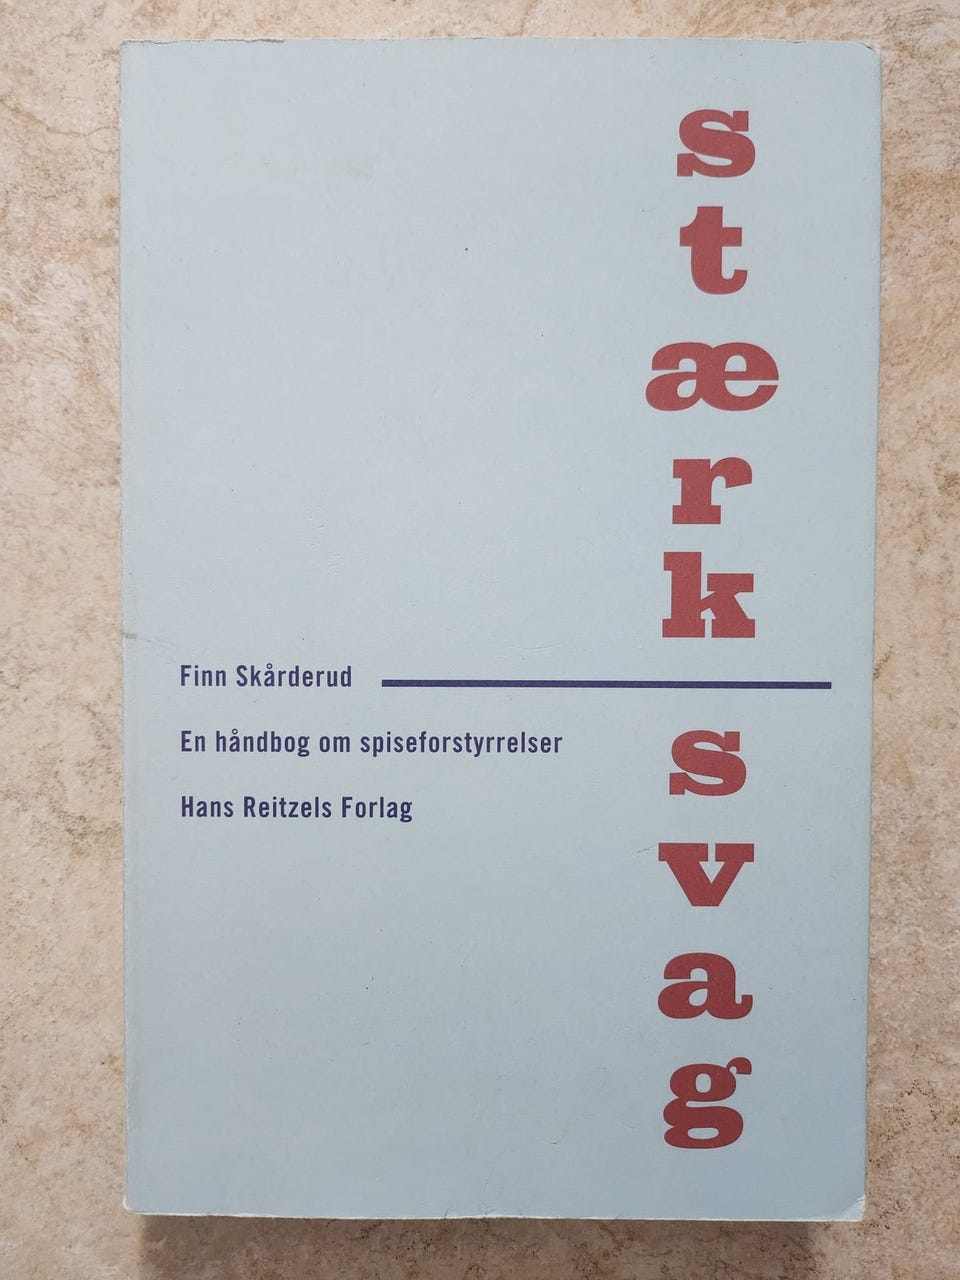 stærk
svag
Finn Skårderud
En håndbog om spiseforstyrrelser
Hans Reitzels Forlag